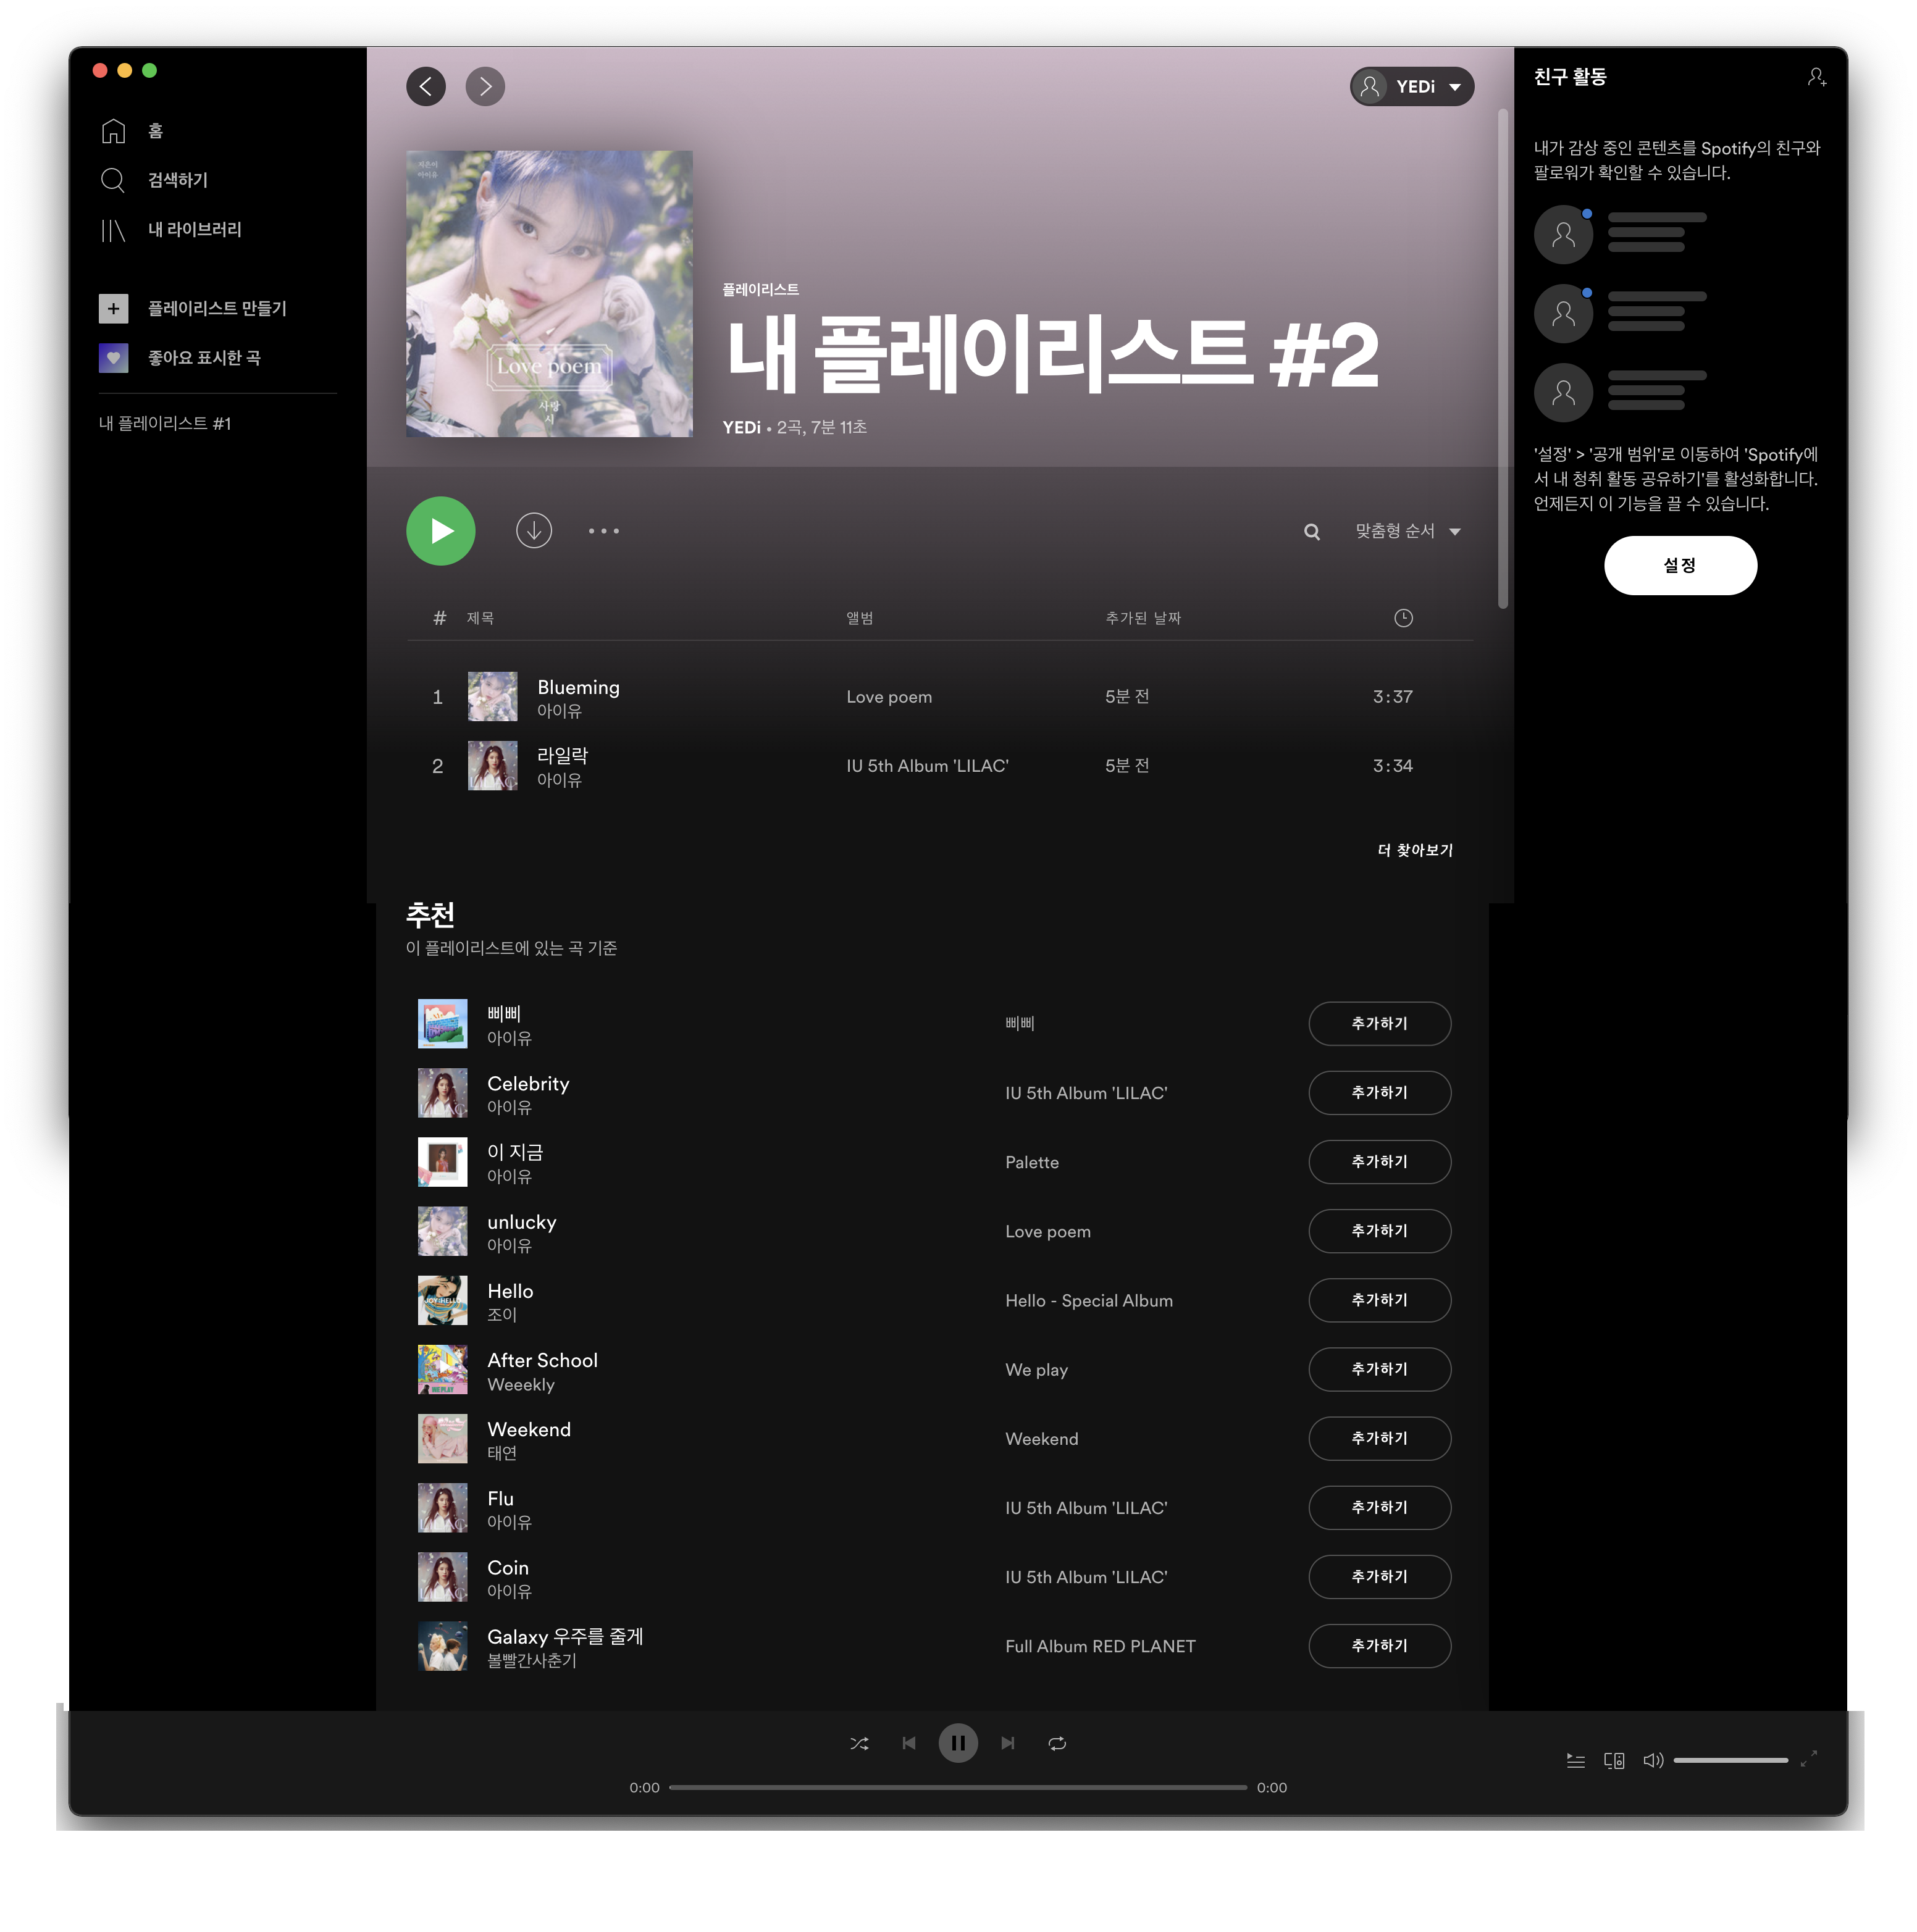 홈
검색하기
내 라이브러리
플레이리스트 만들기
좋아요 표시한 곡
내 플레이리스트 #1
YEDi
Love poem
사랑
시
플레이리스트
내 플레이리스트 #2
YEDi • 2곡, 7분 11초
맞춤형 순서
# 제목 앨범 추가된 날짜
1 Blueming Love poem 5분 전 3:37
아이유
2 라일락 IU 5th Album 'LILAC' 5분 전 3:34
아이유
더 찾아보기
추천
이 플레이리스트에 있는 곡 기준
삐삐 삐삐 추가하기
아이유
Celebrity IU 5th Album 'LILAC' 추가하기
아이유
이 지금 Palette 추가하기
아이유
unlucky Love poem 추가하기
아이유
Hello Hello - Special Album 추가하기
조이
After School We play 추가하기
Weeekly
Weekend Weekend 추가하기
태연
Flu IU 5th Album 'LILAC' 추가하기
아이유
Coin IU 5th Album 'LILAC' 추가하기
아이유
Galaxy 우주를 줄게 Full Album RED PLANET 추가하기
볼빨간사춘기
친구 활동
내가 감상 중인 콘텐츠를 Spotify의 친구와
팔로워가 확인할 수 있습니다.
'설정' > '공개 범위'로 이동하여 'Spotify에
서 내 청취 활동 공유하기'를 활성화합니다.
언제든지 이 기능을 끌 수 있습니다.
설정
0:00 0:00